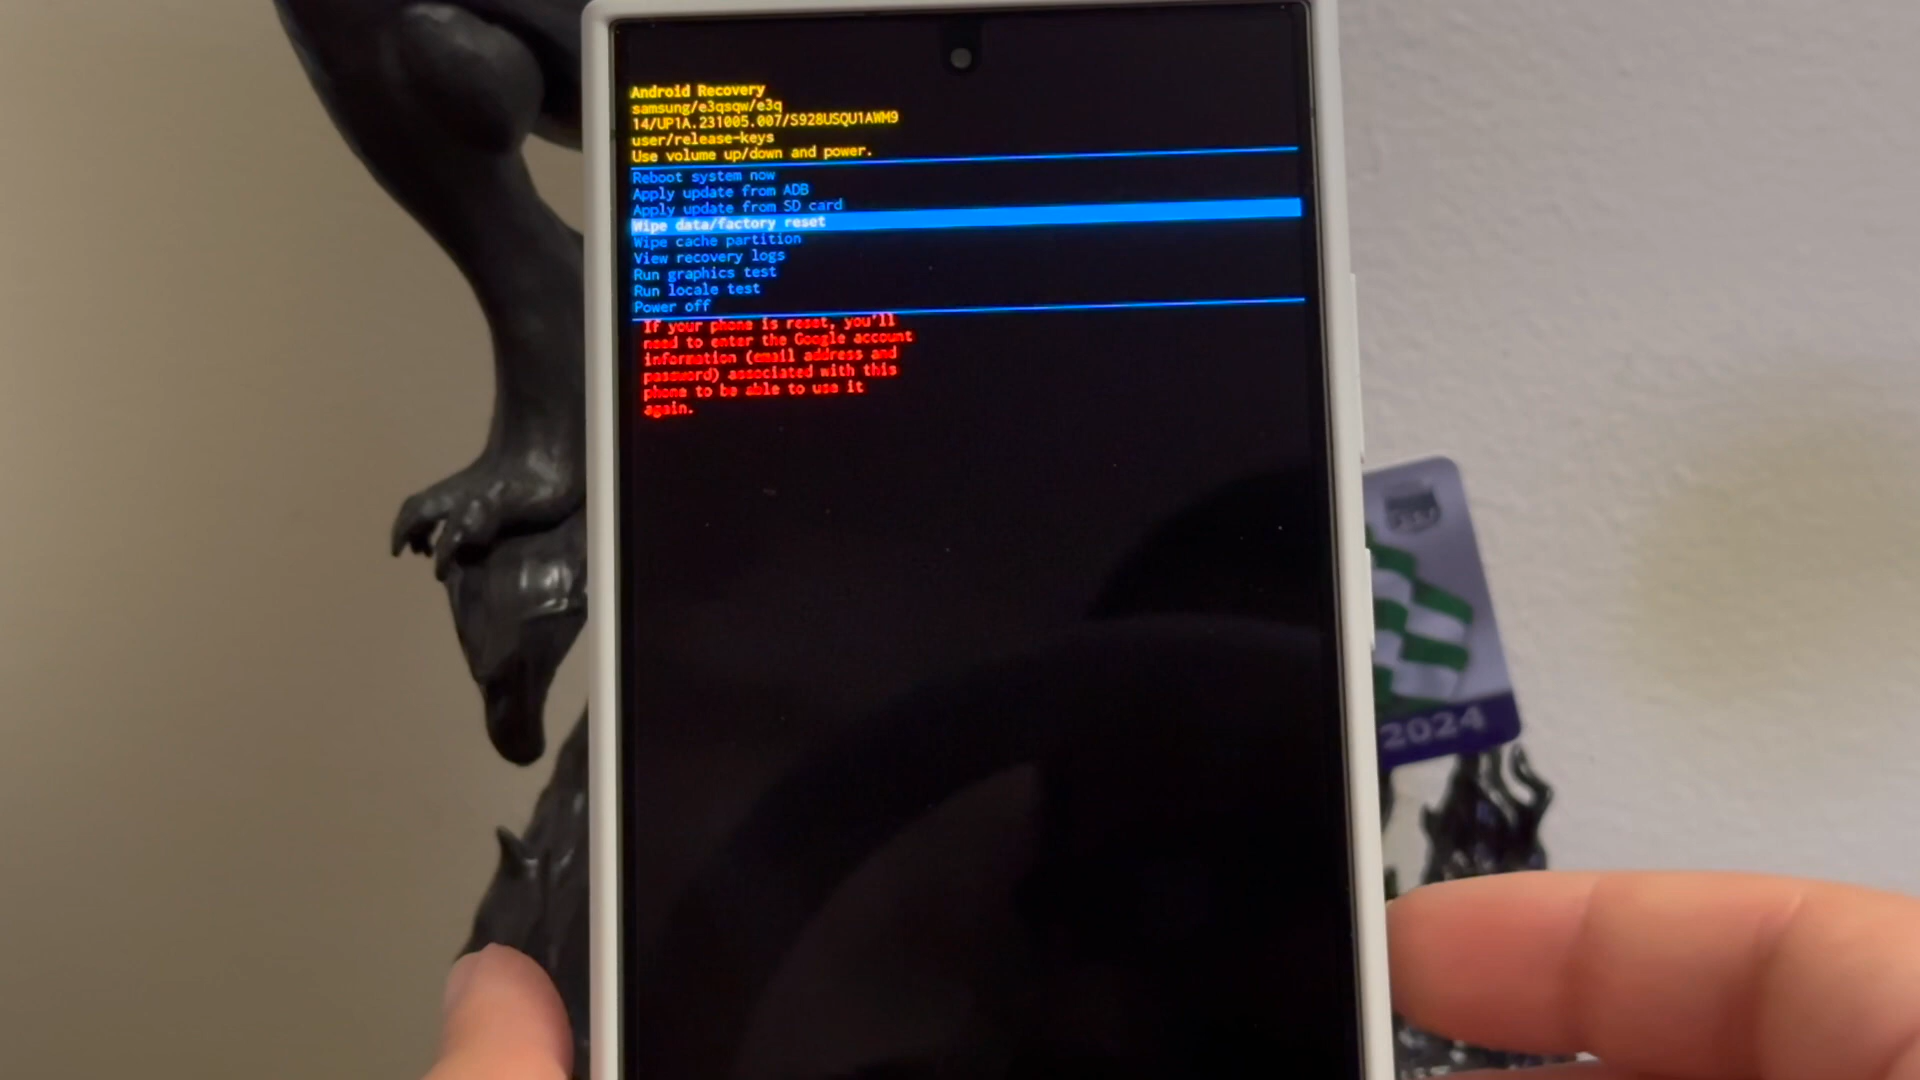 Android Recovery
samsung/e3qsqw/e3q
14/UP1A.231005.007/S928USQU1AWM9
user/release-keys
Use volume up/down and power.
Reboot system now
Apply update from ADB
Apply update from SD card
Wipe data/factory reset
Wipe cache partition
View recovery logs
Run graphics test
Run locale test
Power off
If your phone is reset, you'll
need to enter the Google account
information (email address and
password) associated with this
phone to be able to use it
again.
2024